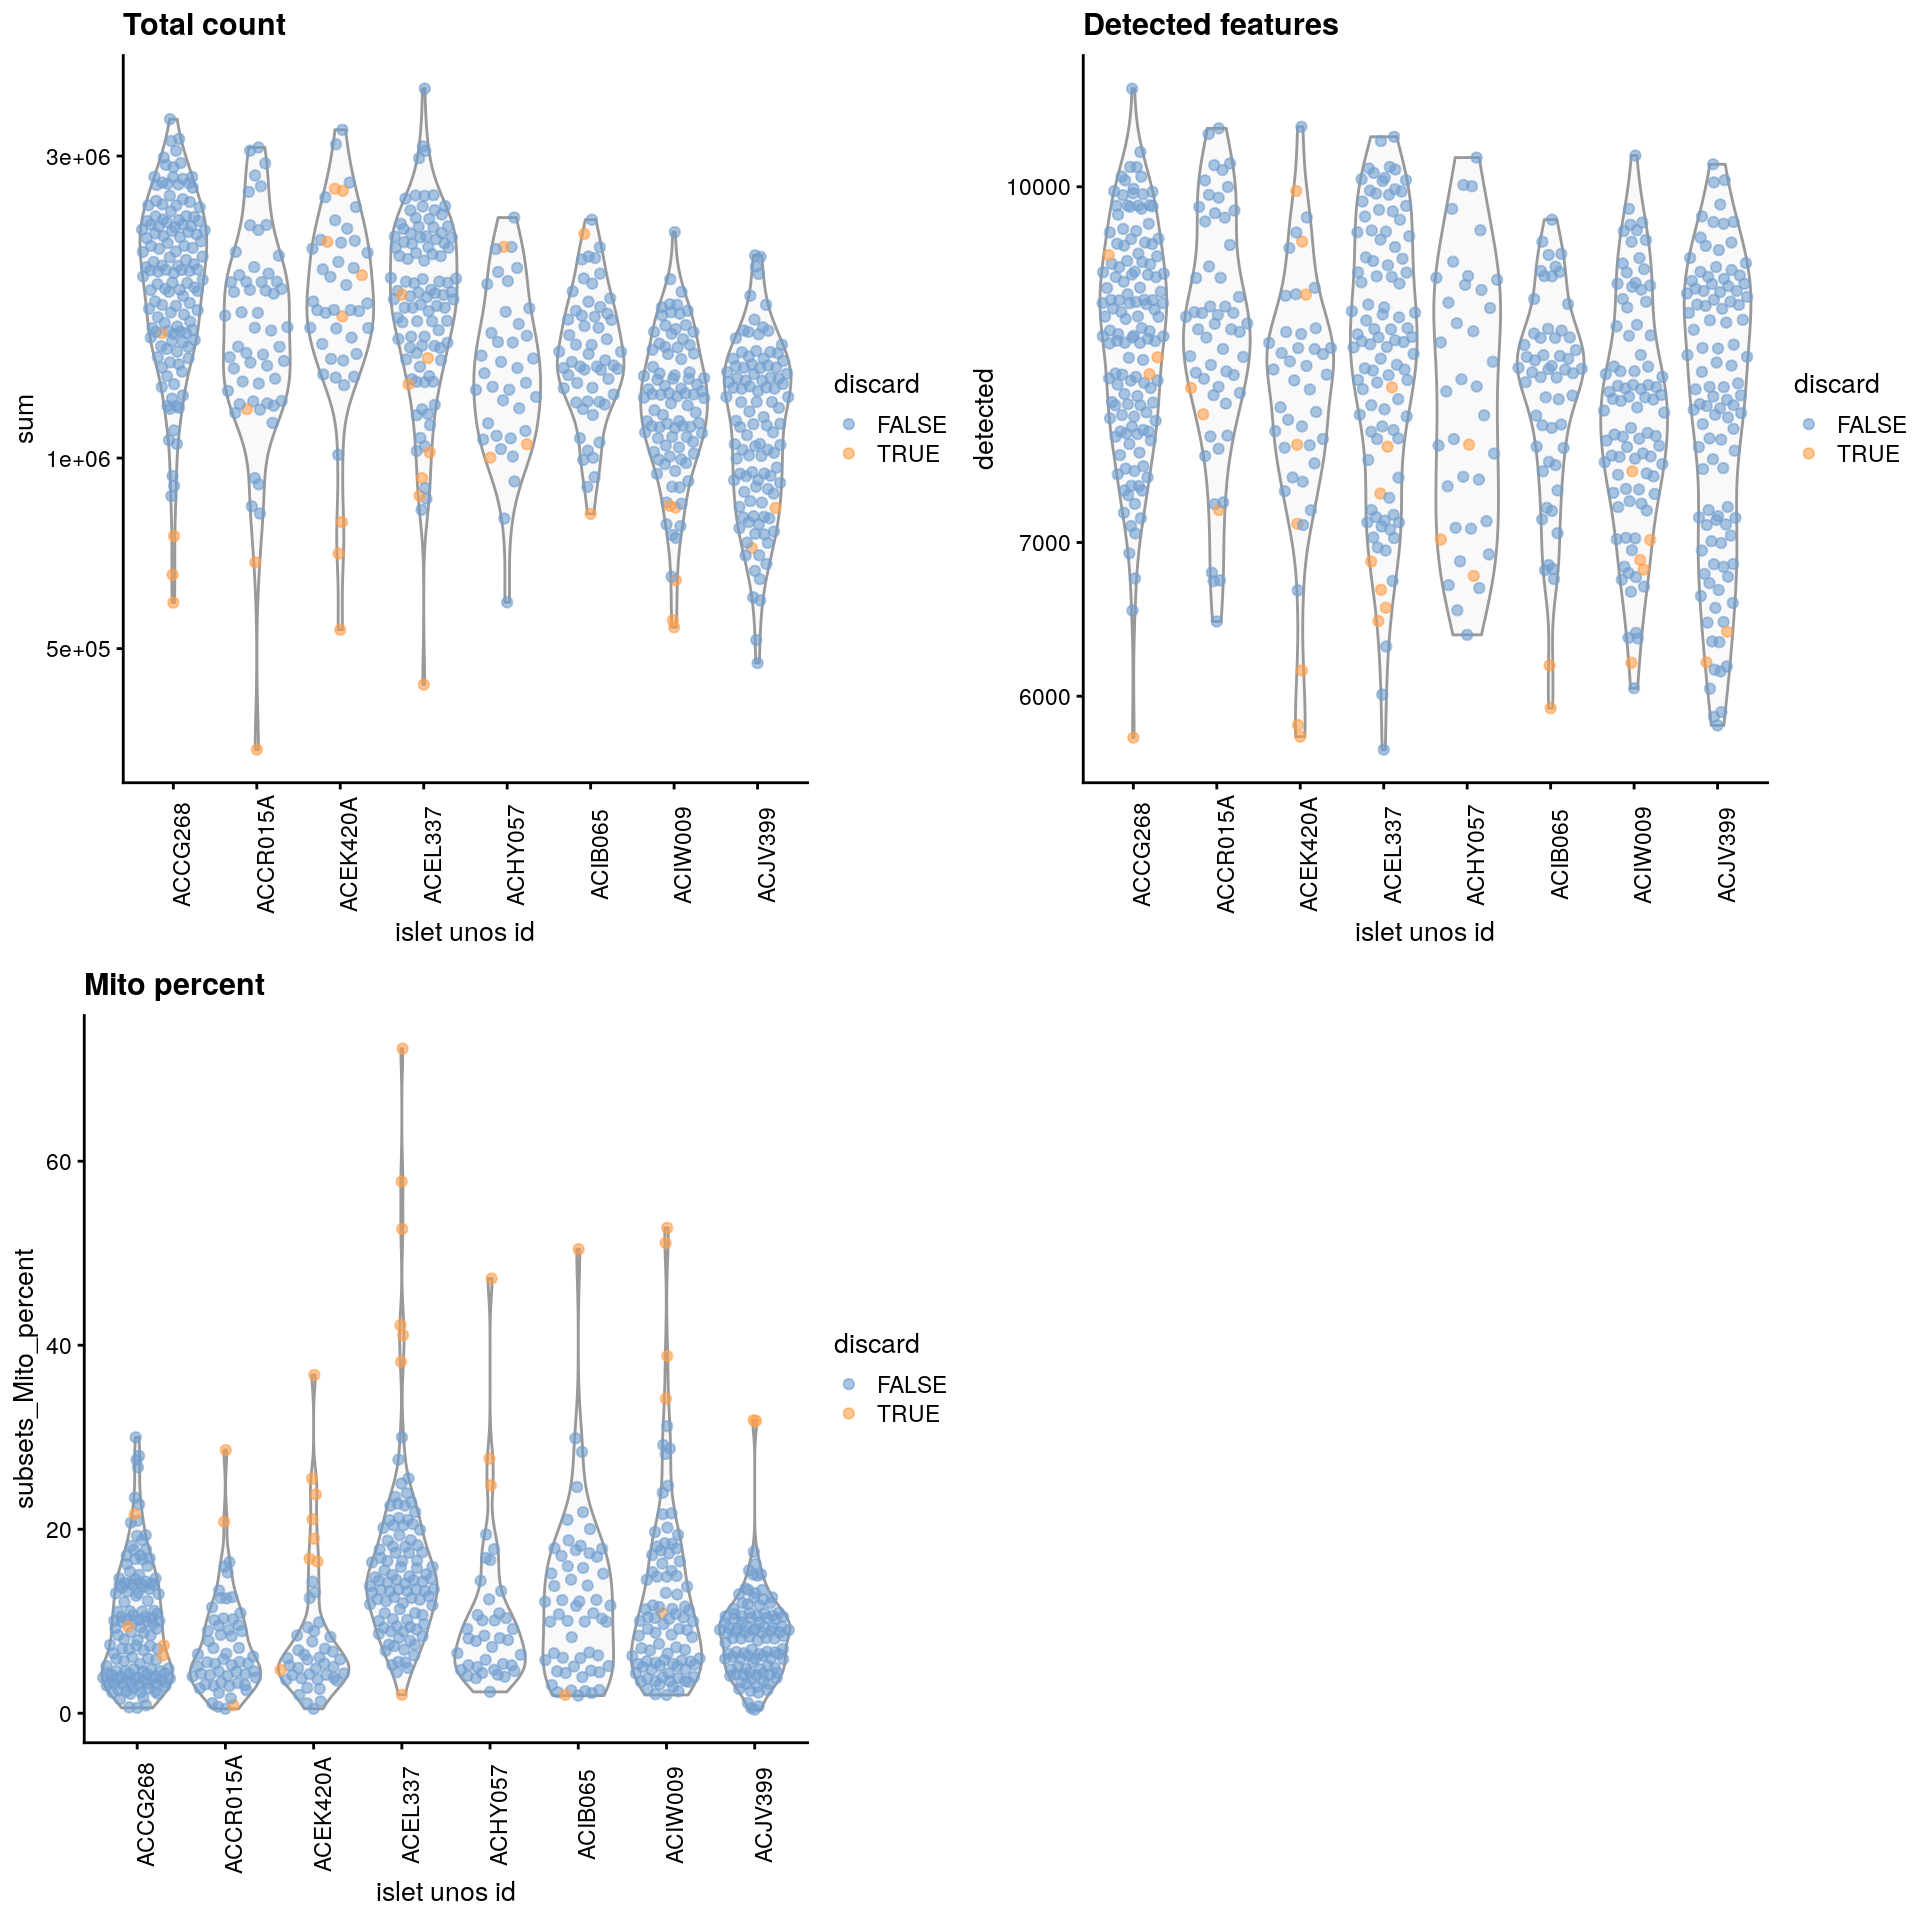 Total count
sum
3e+06
1e+06
5e+05
ACCG268
ACCR015A
ACEK420A
ACEL337
ACHY057
ACIB065
ACIW009
ACJV399
islet unos id
discard
FALSE
TRUE
Detected features
detected
10000
7000
6000
ACCG268
ACCR015A
ACEK420A
ACEL337
ACHY057
ACIB065
ACIW009
ACJV399
islet unos id
discard
FALSE
TRUE
Mito percent
subsets_Mito_percent
60
40
20
0
ACCG268
ACCR015A
ACEK420A
ACEL337
ACHY057
ACIB065
ACIW009
ACJV399
islet unos id
discard
FALSE
TRUE